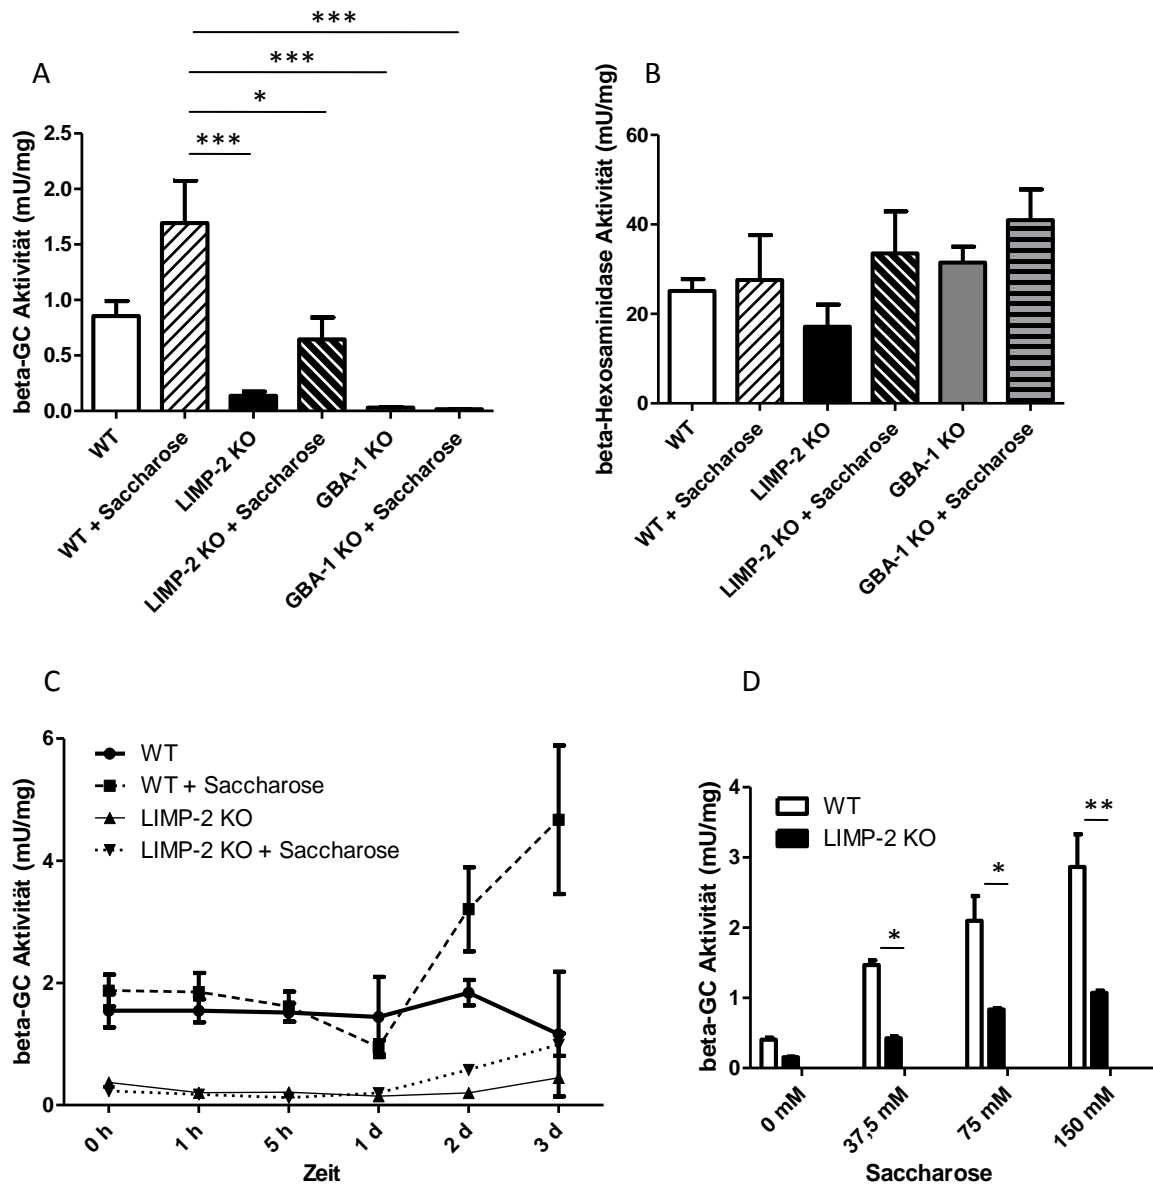 A
***
***
*
***
beta-GC Aktivität (mU/mg)
2.5
2.0
1.5
1.0
0.5
0.0
WT
WT + Saccharose
LIMP-2 KO
LIMP-2 KO + Saccharose
GBA-1 KO
GBA-1 KO + Saccharose
B
beta-Hexosaminidase Aktivität (mU/mg)
60
40
20
0
WT
WT + Saccharose
LIMP-2 KO
LIMP-2 KO + Saccharose
GBA-1 KO
GBA-1 KO + Saccharose
C
beta-GC Aktivität (mU/mg)
6
4
2
0
WT
WT + Saccharose
LIMP-2 KO
LIMP-2 KO + Saccharose
0 h
1 h
5 h
1 d
2 d
3 d
Zeit
D
beta-GC Aktivität (mU/mg)
4
3
2
1
0
WT
LIMP-2 KO
*
*
**
0 mM
37,5 mM
75 mM
150 mM
Saccharose